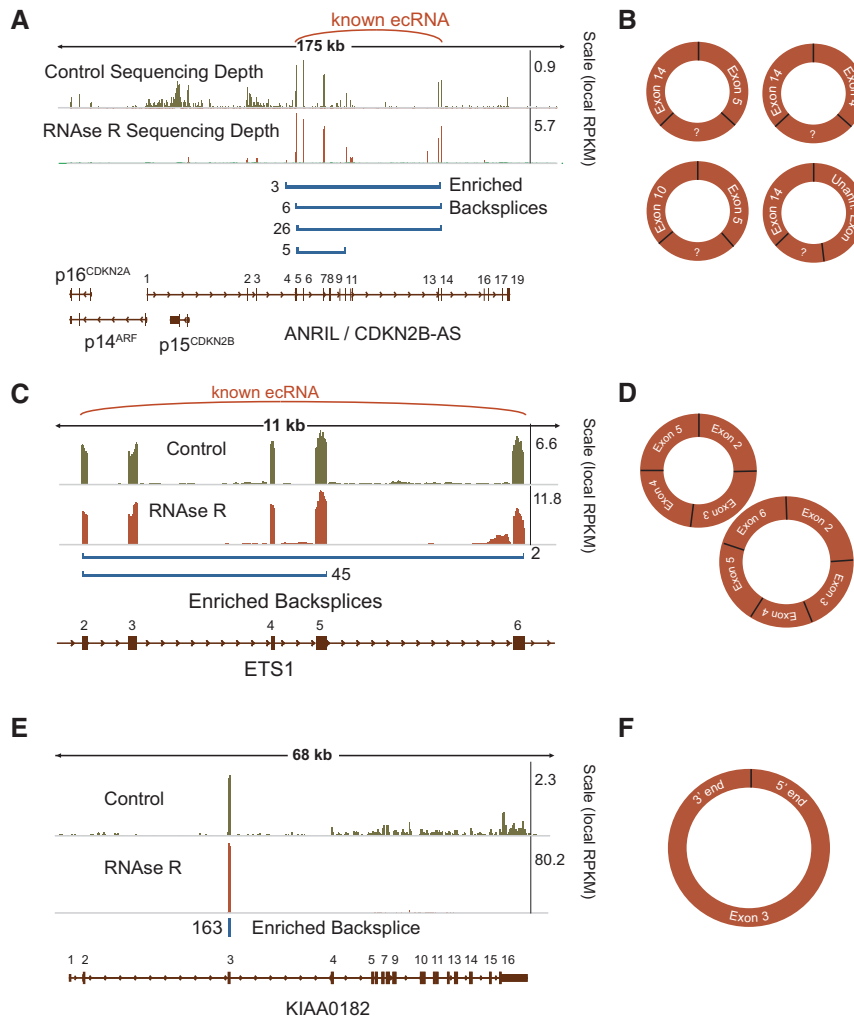 A
known ecRNA
175 kb
Control Sequencing Depth
0.9
RNAse R Sequencing Depth
5.7
Scale (local RPKM)
3
Enriched
6
Backsplices
26
5
p16CDKN2A
1 2 3 4 5 6 7 8 9 11 13 14 16 17 19
p14ARF
p15CDKN2B
ANRIL / CDKN2B-AS
B
Exon 14
Exon 5
?
Exon 14
Exon 4
?
Exon 10
Exon 5
?
Exon 14
Unann. Exon
?
C
known ecRNA
11 kb
Control
6.6
RNAse R
11.8
Scale (local RPKM)
2
45
Enriched Backsplices
2 3 4 5 6
ETS1
D
Exon 5
Exon 2
Exon 4
Exon 3
Exon 6
Exon 2
Exon 5
Exon 3
Exon 4
E
68 kb
Control
2.3
RNAse R
80.2
Scale (local RPKM)
163
Enriched Backsplice
1 2 3 4 5 7 9 10 11 12 13 14 15 16
KIAA0182
F
3' end
5' end
Exon 3